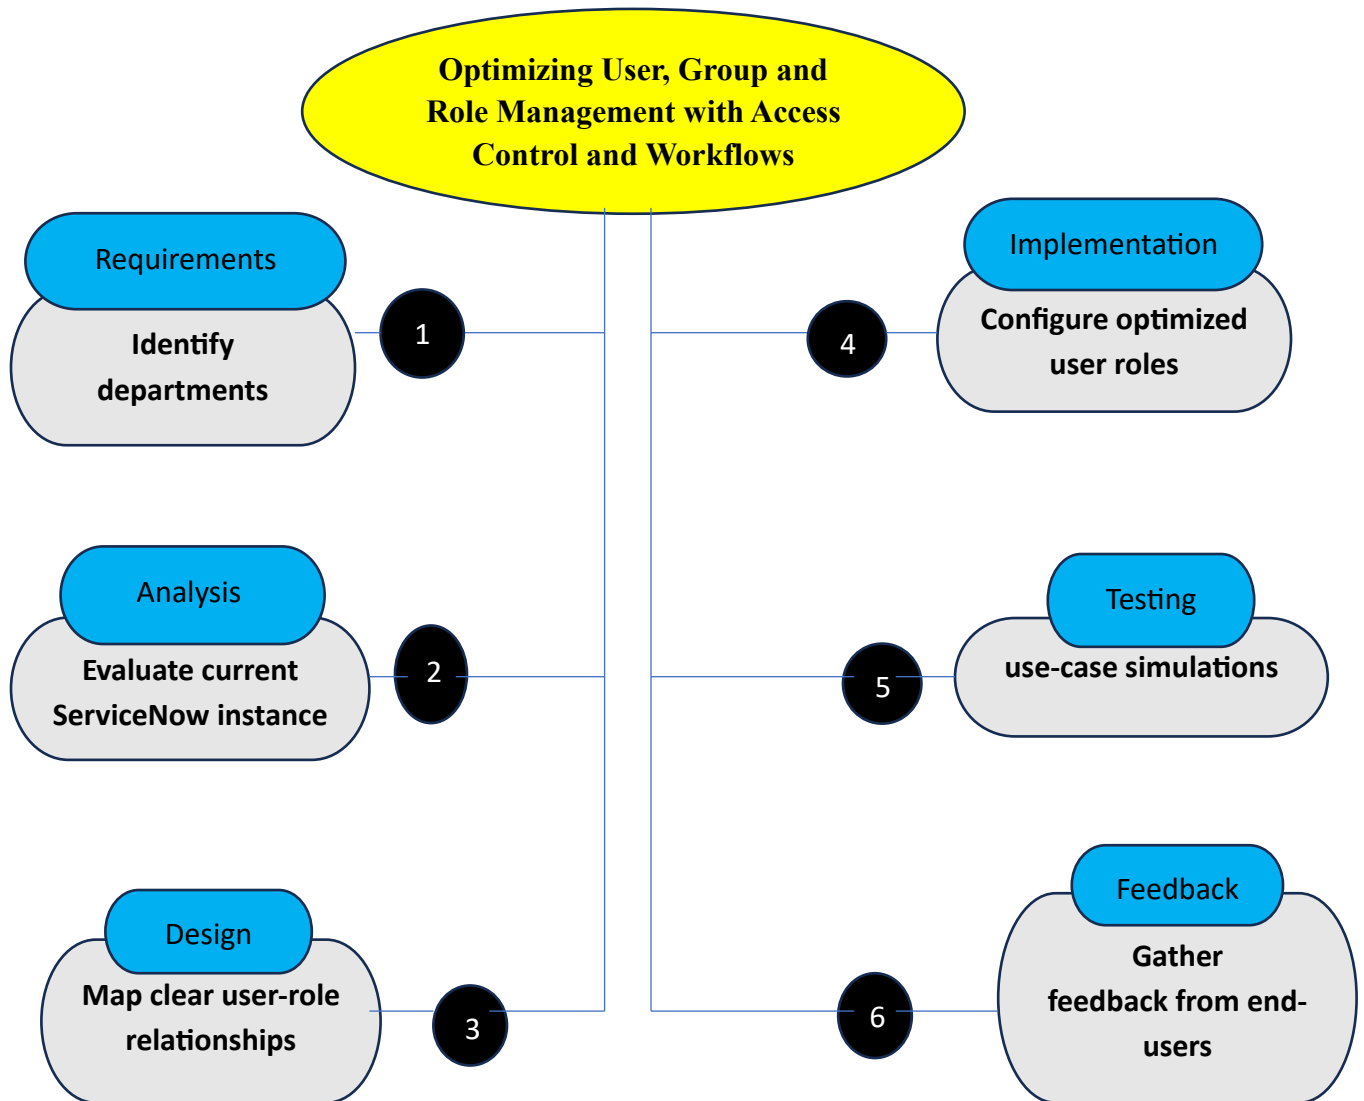 Optimizing User, Group and
Role Management with Access
Control and Workflows
Requirements
Identify
departments
1
Analysis
Evaluate current
ServiceNow instance
2
Design
Map clear user-role
relationships
3
Implementation
Configure optimized
user roles
4
Testing
use-case simulations
5
Feedback
Gather
feedback from end-
users
6